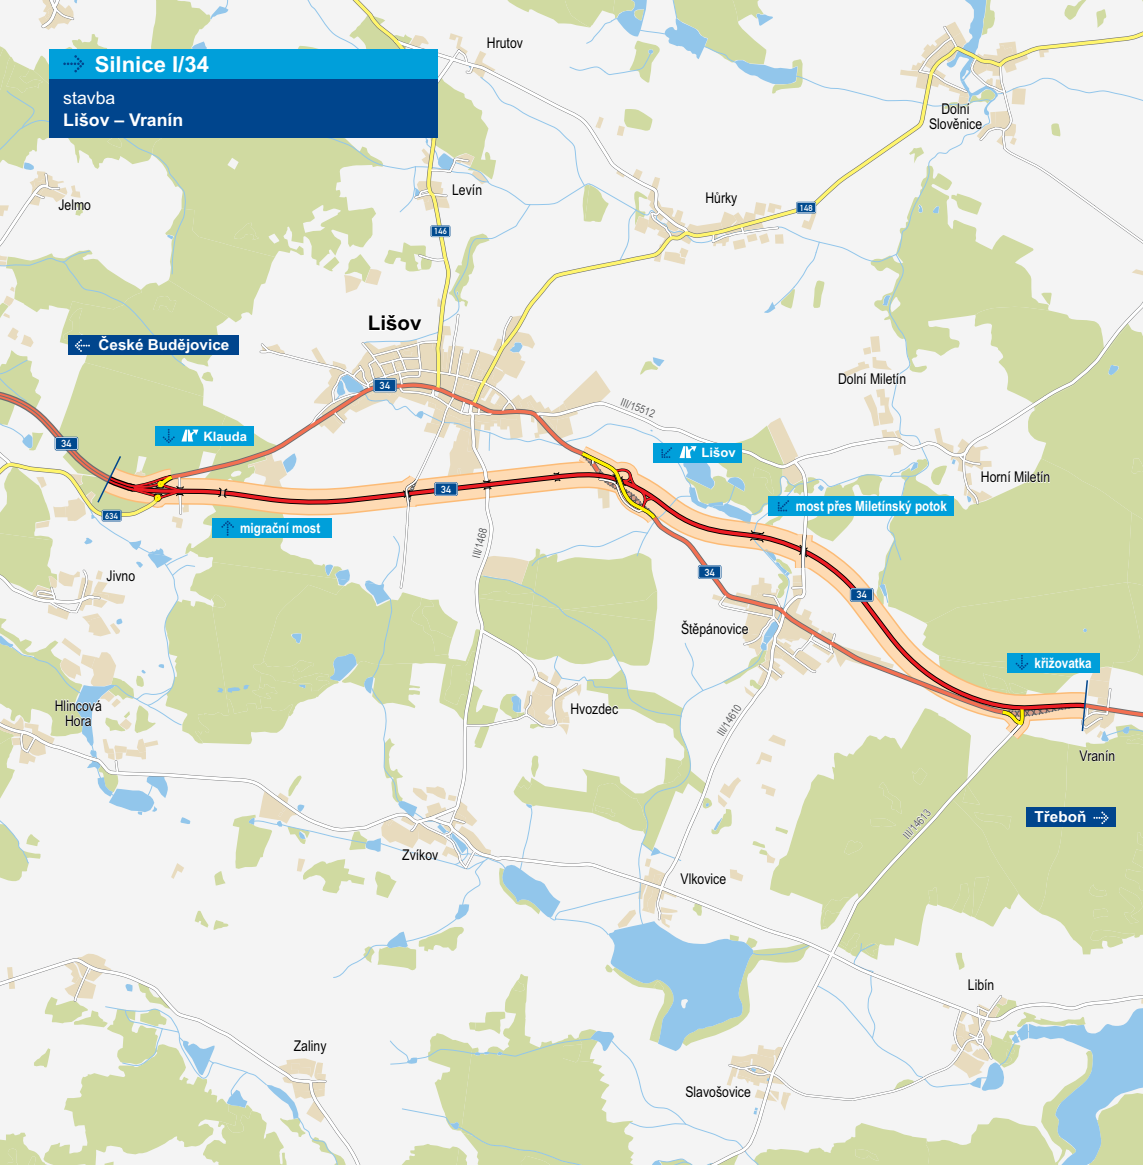 Silnice I/34
stavba
Lišov – Vranín
Hrutov
Dolní
Slověnice
Levín
Jelmo
Hůrky
148
146
Lišov
České Budějovice
34
Dolní Miletín
III/15512
Klauda
34
Lišov
Horní Miletín
34
most přes Miletínský potok
634
migrační most
III/1468
34
Jivno
34
Štěpánovice
křižovatka
Hlincová
Hora
Hvozdec
III/14610
Vranín
Třeboň
III/14613
Zvíkov
Vlkovice
Libín
Zaliny
Slavošovice